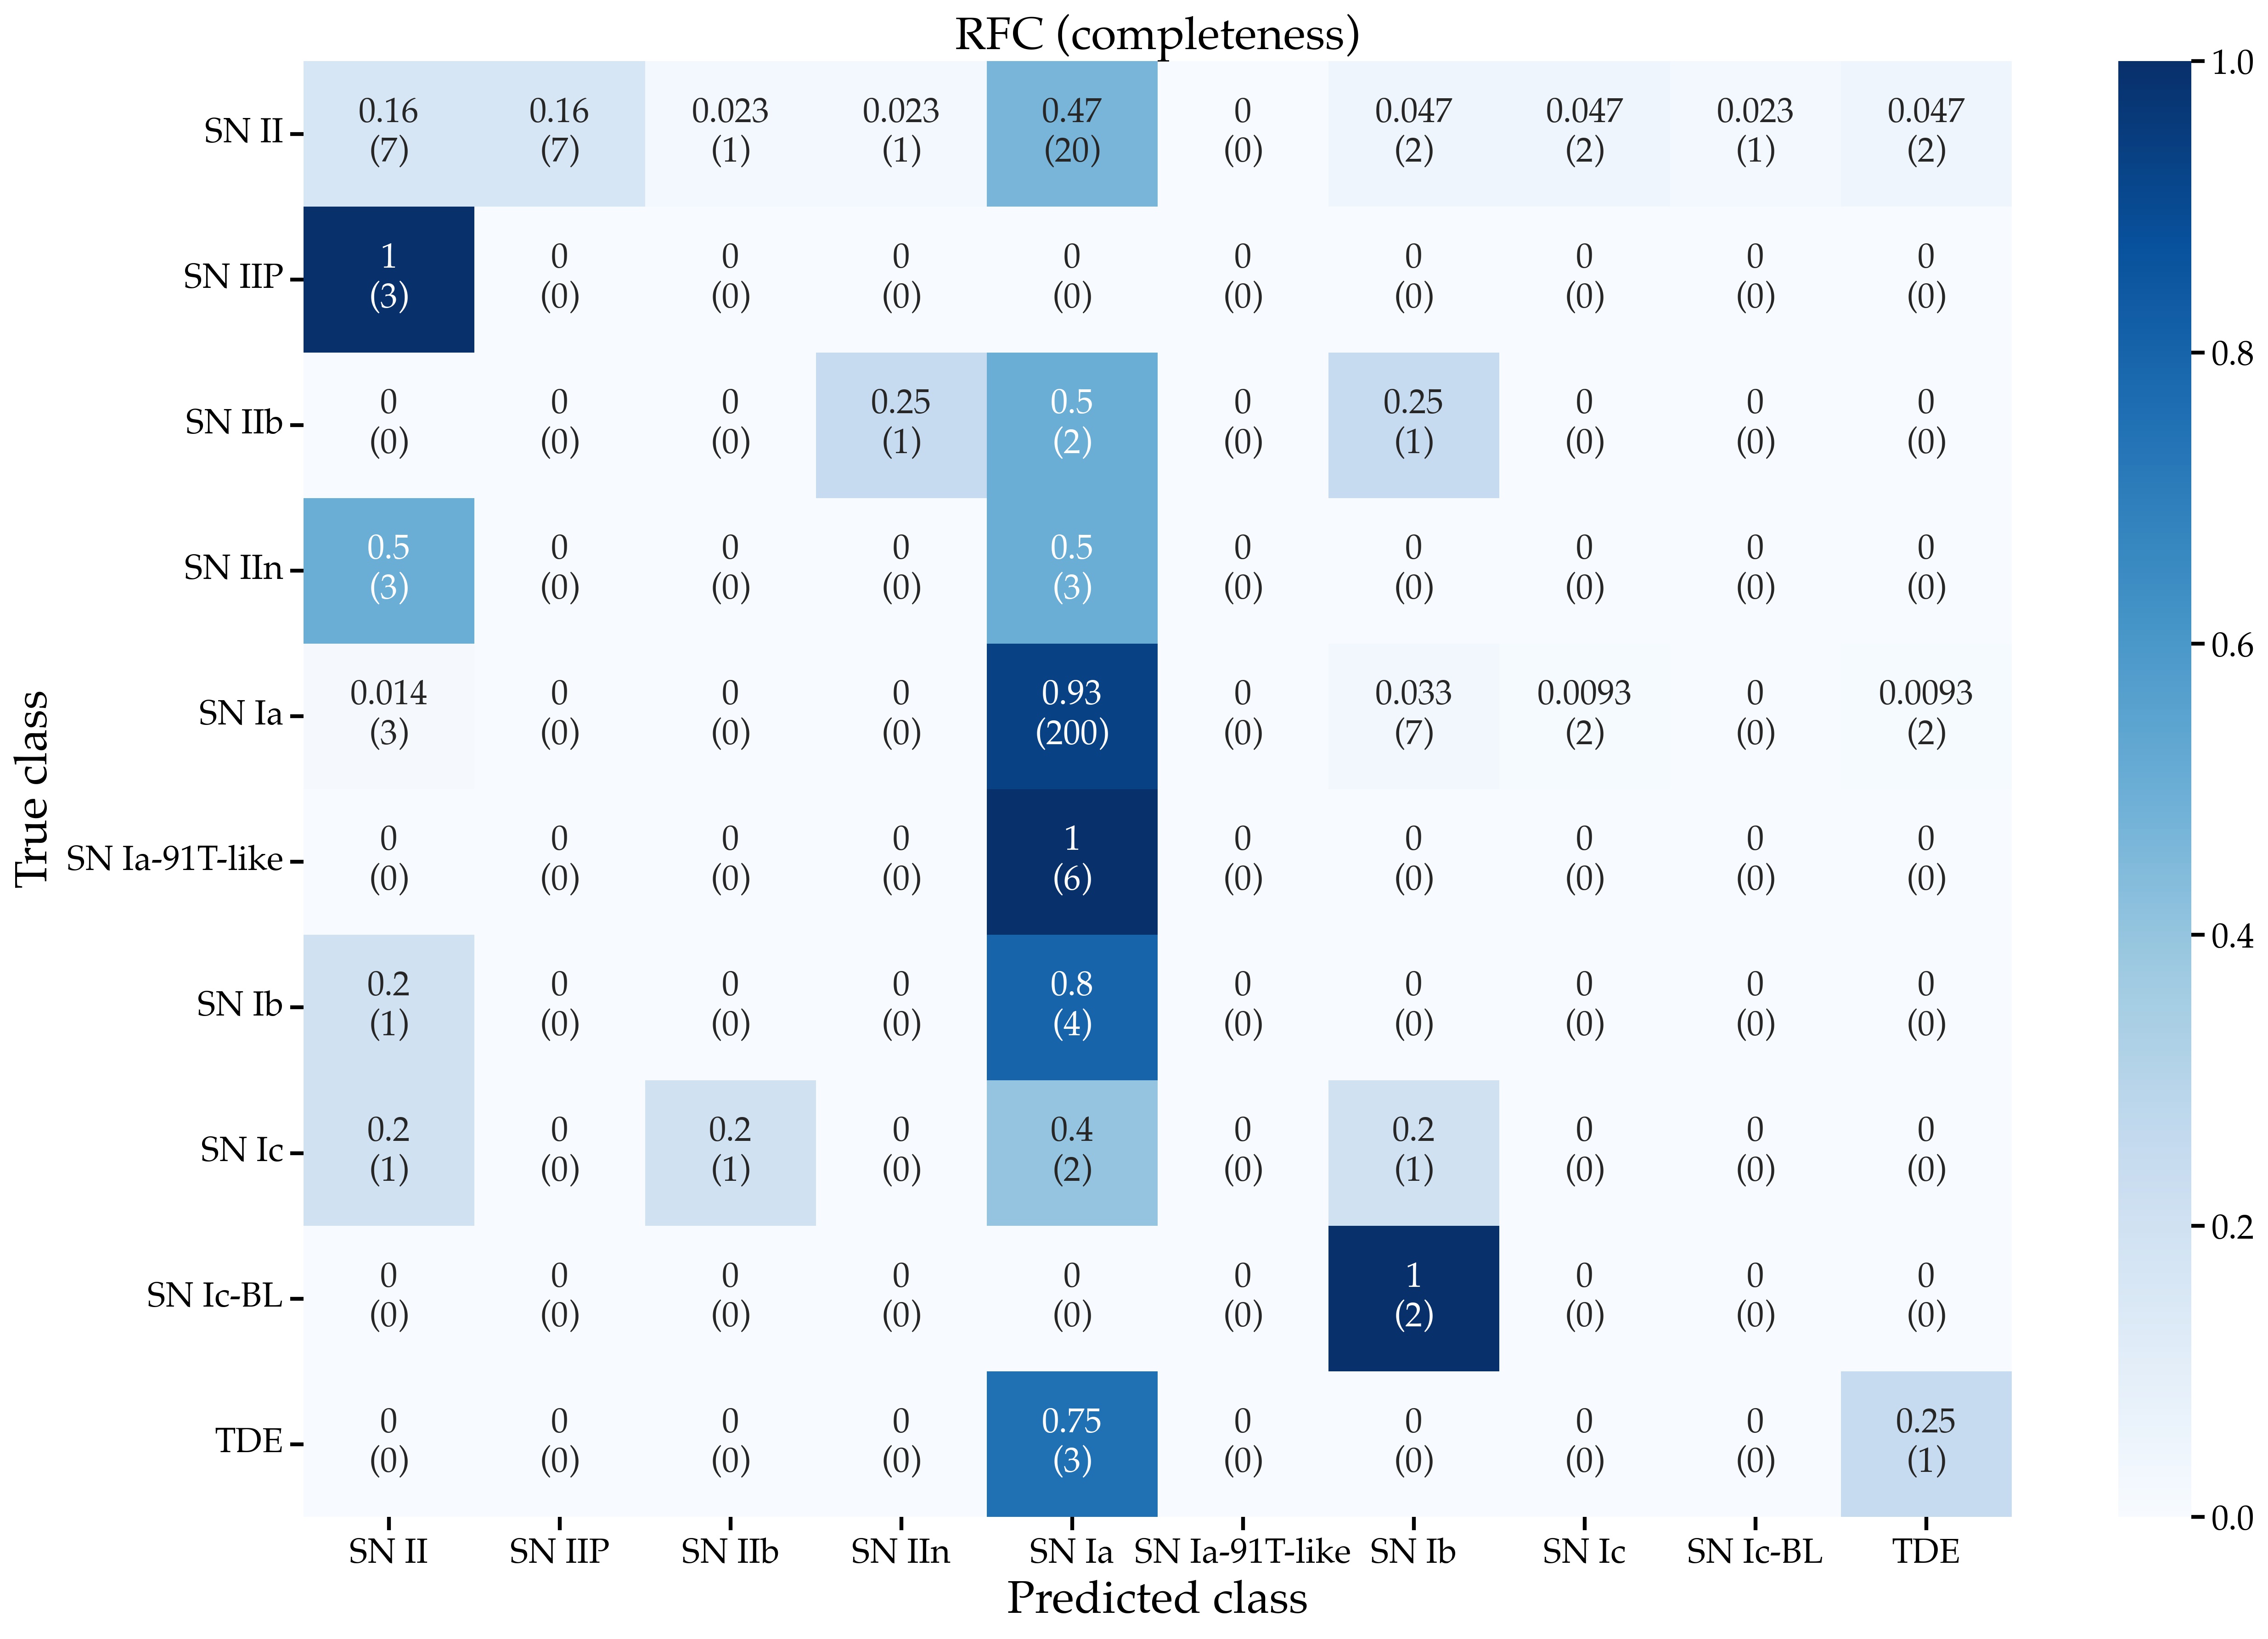 RFC (completeness)
True class
SN II
0.16 0.16 0.023 0.023 0.47 0 0.047 0.047 0.023 0.047
(7) (7) (1) (1) (20) (0) (2) (2) (1) (2)
SN IIP
1 0 0 0 0 0 0 0 0 0
(3) (0) (0) (0) (0) (0) (0) (0) (0) (0)
SN IIb
0 0 0 0.25 0.5 0 0.25 0 0 0
(0) (0) (0) (1) (2) (0) (1) (0) (0) (0)
SN IIn
0.5 0 0 0 0.5 0 0 0 0 0
(3) (0) (0) (0) (3) (0) (0) (0) (0) (0)
SN Ia
0.014 0 0 0 0.93 0 0.033 0.0093 0 0.0093
(3) (0) (0) (0) (200) (0) (7) (2) (0) (2)
SN Ia-91T-like
0 0 0 0 1 0 0 0 0 0
(0) (0) (0) (0) (6) (0) (0) (0) (0) (0)
SN Ib
0.2 0 0 0 0.8 0 0 0 0 0
(1) (0) (0) (0) (4) (0) (0) (0) (0) (0)
SN Ic
0.2 0 0.2 0 0.4 0 0.2 0 0 0
(1) (0) (1) (0) (2) (0) (1) (0) (0) (0)
SN Ic-BL
0 0 0 0 0 0 1 0 0 0
(0) (0) (0) (0) (0) (0) (2) (0) (0) (0)
TDE
0 0 0 0 0.75 0 0 0 0 0.25
(0) (0) (0) (0) (3) (0) (0) (0) (0) (1)
SN II SN IIP SN IIb SN IIn SN Ia SN Ia-91T-like SN Ib SN Ic SN Ic-BL TDE
Predicted class
1.0
0.8
0.6
0.4
0.2
0.0